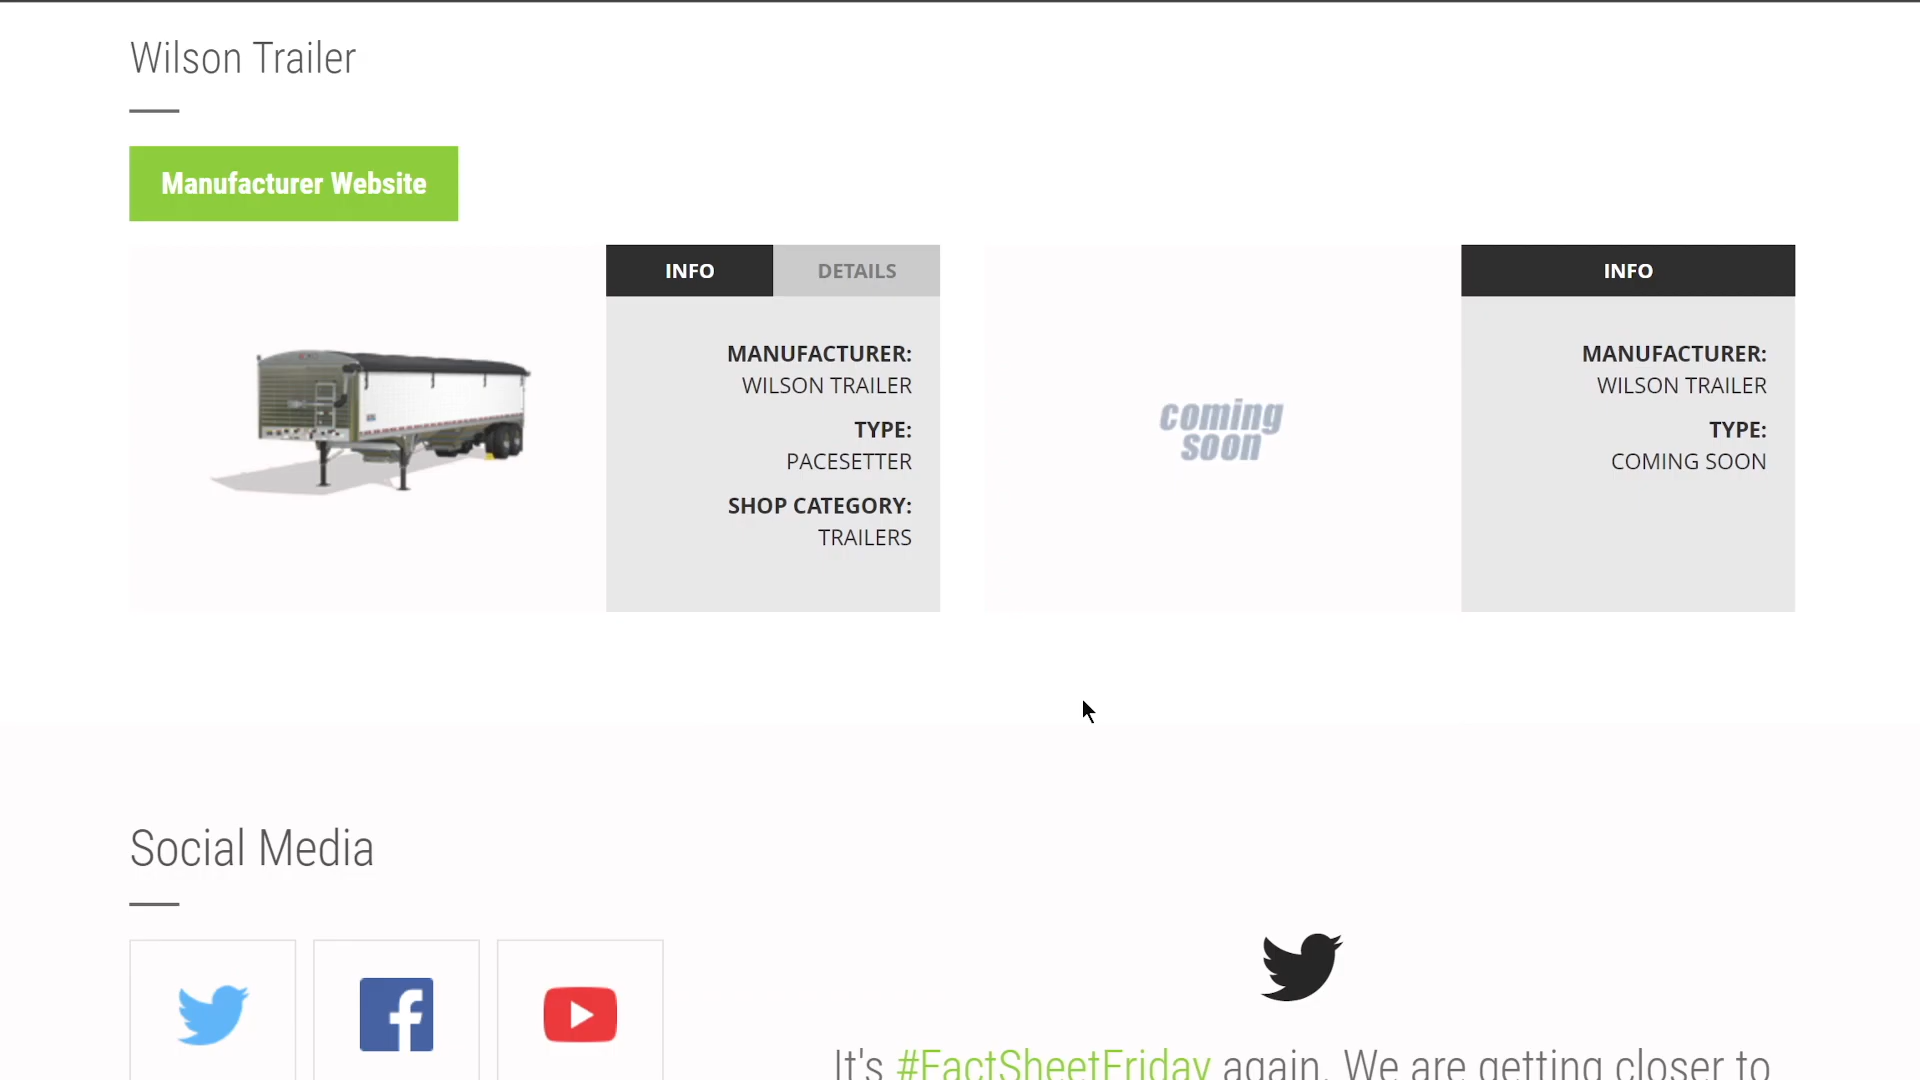 Wilson Trailer
Manufacturer Website
INFO
DETAILS
MANUFACTURER:
WILSON TRAILER
TYPE:
PACESETTER
SHOP CATEGORY:
TRAILERS
coming
soon
INFO
MANUFACTURER:
WILSON TRAILER
TYPE:
COMING SOON
Social Media
It's #FactSheetFriday again. We are getting closer to